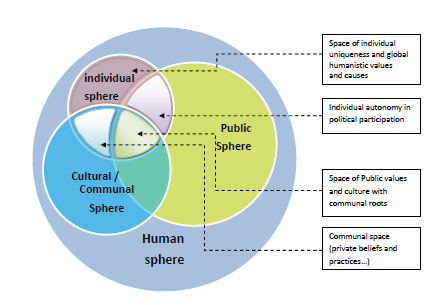 individual
sphere
Public
Sphere
Cultural /
Communal
Sphere
Human
sphere
Space of individual
uniqueness and global
humanistic values
and causes
Individual autonomy in
political participation
Space of Public values
and culture with
communal roots
Communal space
(private beliefs and
practices...)